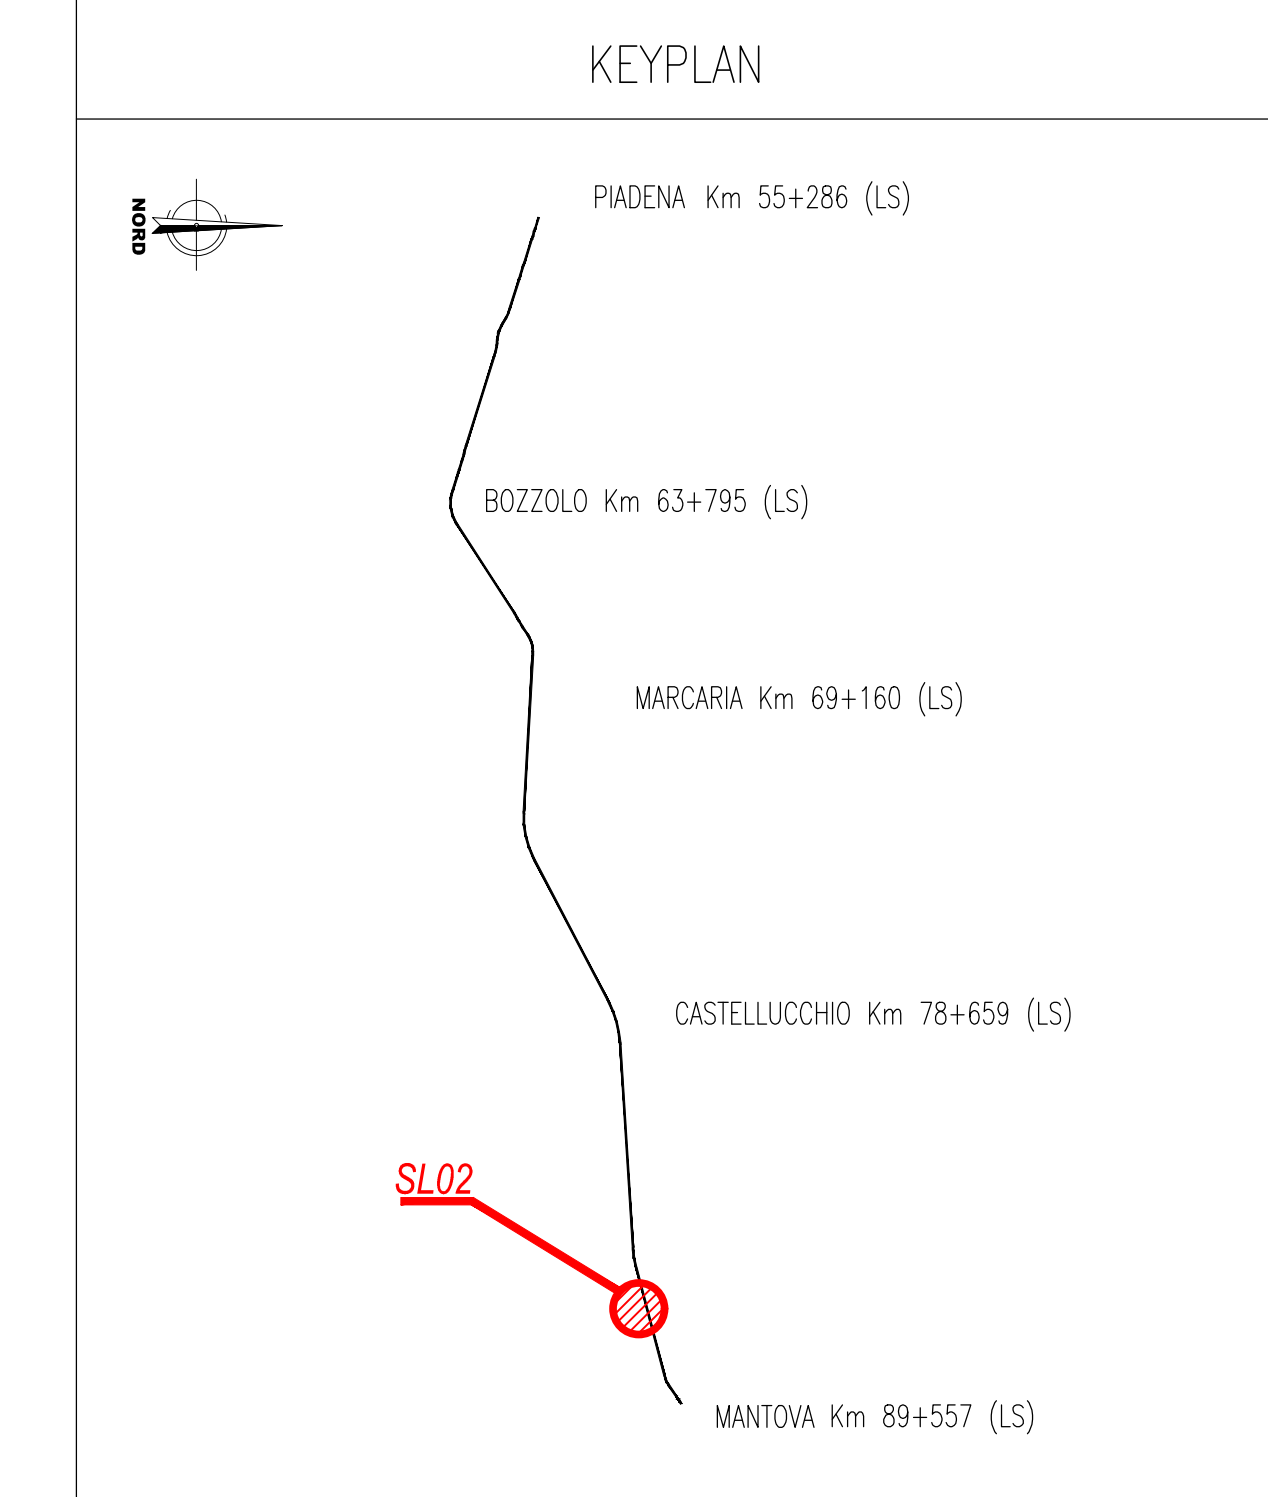 KEYPLAN
NORD
PIADENA Km 55+286 (LS)
BOZZOLO Km 63+795 (LS)
MARCARIA Km 69+160 (LS)
CASTELLUCCHIO Km 78+659 (LS)
SL02
MANTOVA Km 89+557 (LS)